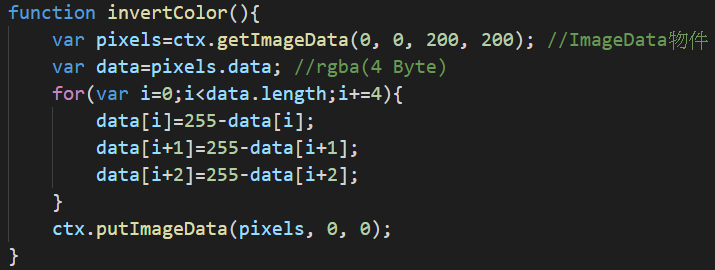 function invertColor(){
    var pixels=ctx.getImageData(0, 0, 200, 200); //ImageData物件
    var data=pixels.data; //rgba(4 Byte)
    for(var i=0;i<data.length;i+=4){
        data[i]=255-data[i];
        data[i+1]=255-data[i+1];
        data[i+2]=255-data[i+2];
    }
    ctx.putImageData(pixels, 0, 0);
}